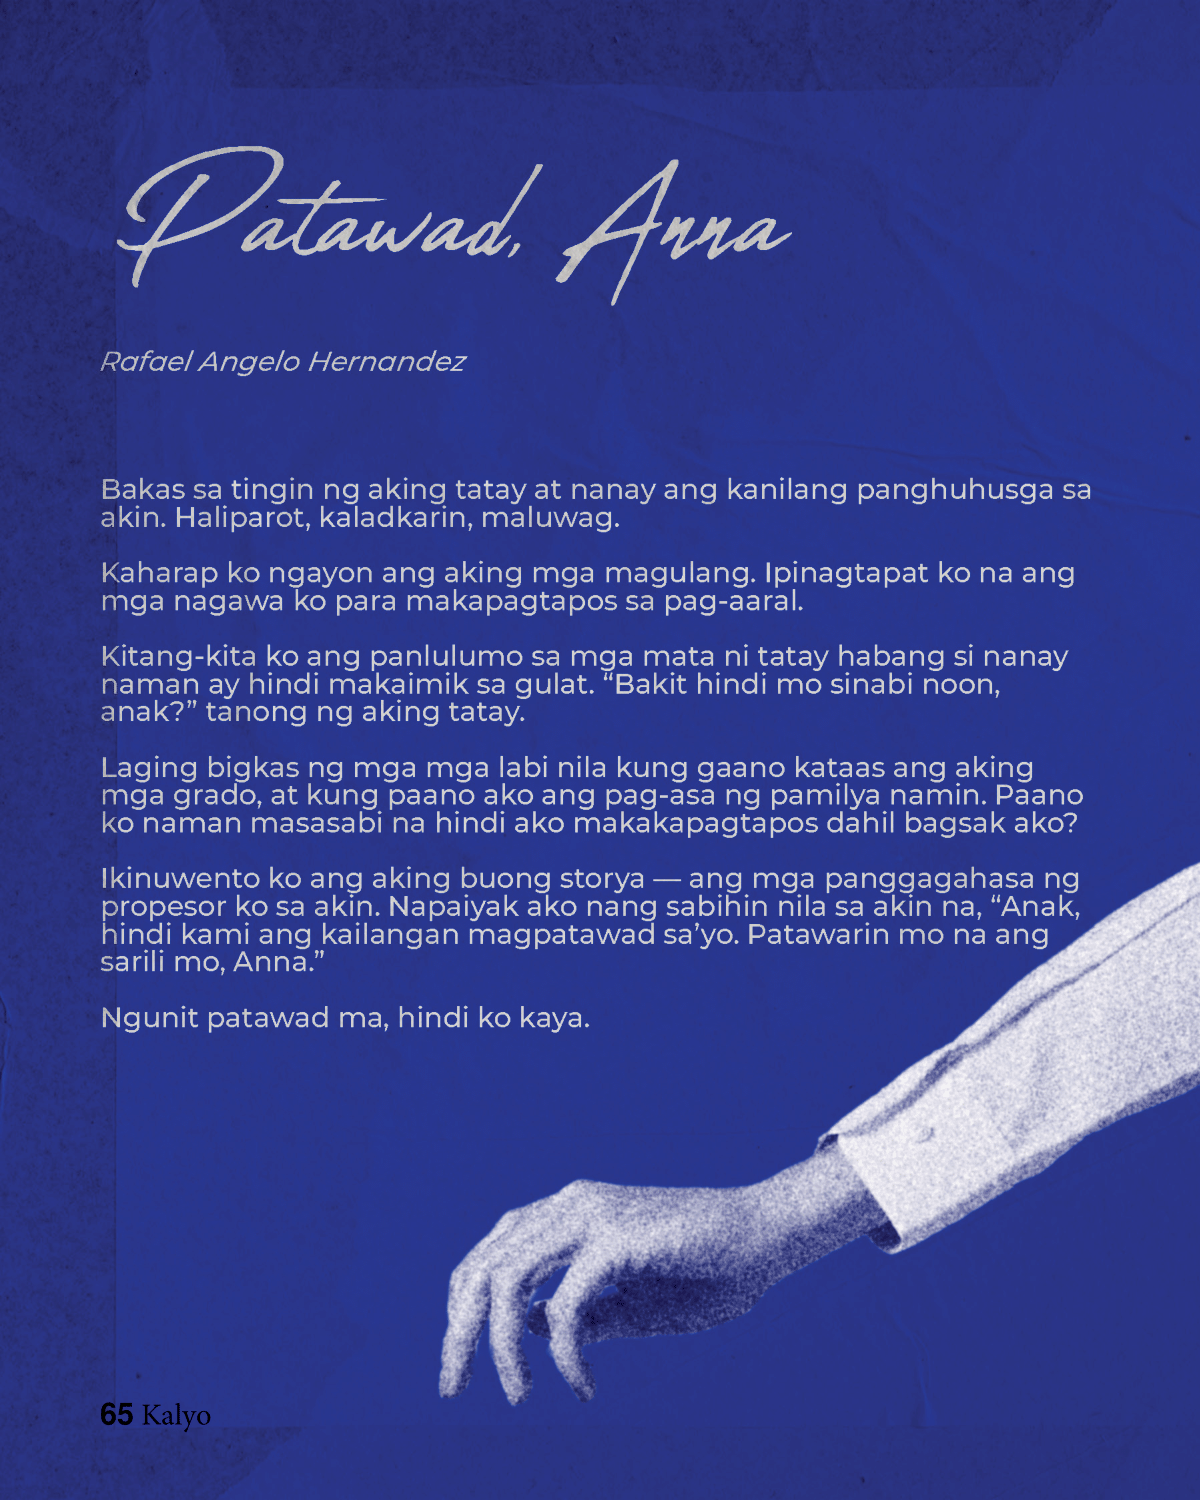 Patawad, Anna
Rafael Angelo Hernandez
Bakas sa tingin ng aking tatay at nanay ang kanilang panghuhusga sa
akin. Haliparot, kaladkarin, maluwag.
Kaharap ko ngayon ang aking mga magulang. Ipinagtapat ko na ang
mga nagawa ko para makapagtapos sa pag-aaral.
Kitang-kita ko ang panlulumo sa mga mata ni tatay habang si nanay
naman ay hindi makaimik sa gulat. “Bakit hindi mo sinabi noon,
anak?” tanong ng aking tatay.
Laging bigkas ng mga mga labi nila kung gaano kataas ang aking
mga grado, at kung paano ako ang pag-asa ng pamilya namin. Paano
ko naman masasabi na hindi ako makakapagtapos dahil bagsak ako?
Ikinuwento ko ang aking buong storya — ang mga panggagahasa ng
propesor ko sa akin. Napaiyak ako nang sabihin nila sa akin na, “Anak,
hindi kami ang kailangan magpatawad sa’yo. Patawarin mo na ang
sarili mo, Anna.”
Ngunit patawad ma, hindi ko kaya.
65 Kalyo